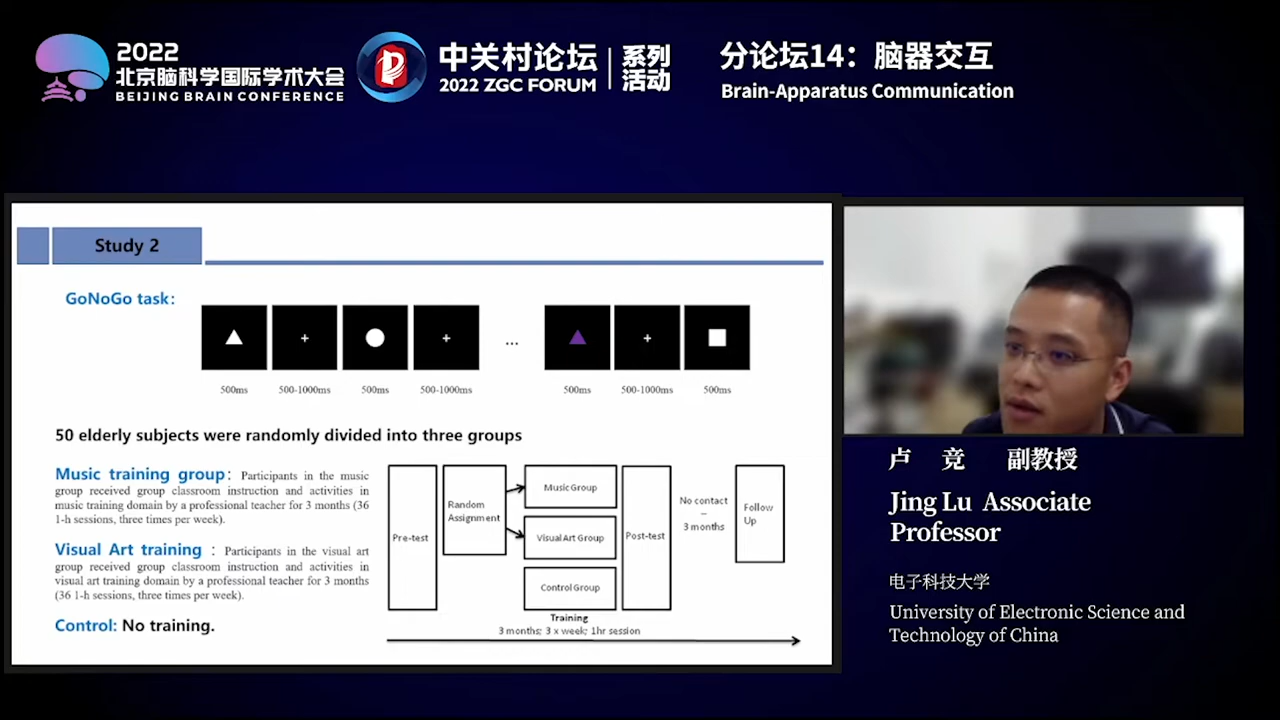 2022
北京脑科学国际学术大会
BEIJING BRAIN CONFERENCE
中关村论坛
2022 ZGC FORUM
系列
活动
分论坛14：脑器交互
Brain-Apparatus Communication
Study 2
GoNoGo task:
...
500ms 500-1000ms 500ms 500-1000ms 500ms 500-1000ms 500ms
50 elderly subjects were randomly divided into three groups
Music training group: Participants in the music
group received group classroom instruction and activities in
music training domain by a professional teacher for 3 months (36
1-h sessions, three times per week).
Visual Art training : Participants in the visual art
group received group classroom instruction and activities in
visual art training domain by a professional teacher for 3 months
(36 1-h sessions, three times per week).
Control: No training.
Pre-test
Random
Assignment
Music Group
Visual Art Group
Control Group
Post-test
No contact
–
3 months
Follow
Up
Training
3 months; 3 x week; 1hr session
卢 竞 副教授
Jing Lu Associate
Professor
电子科技大学
University of Electronic Science and
Technology of China